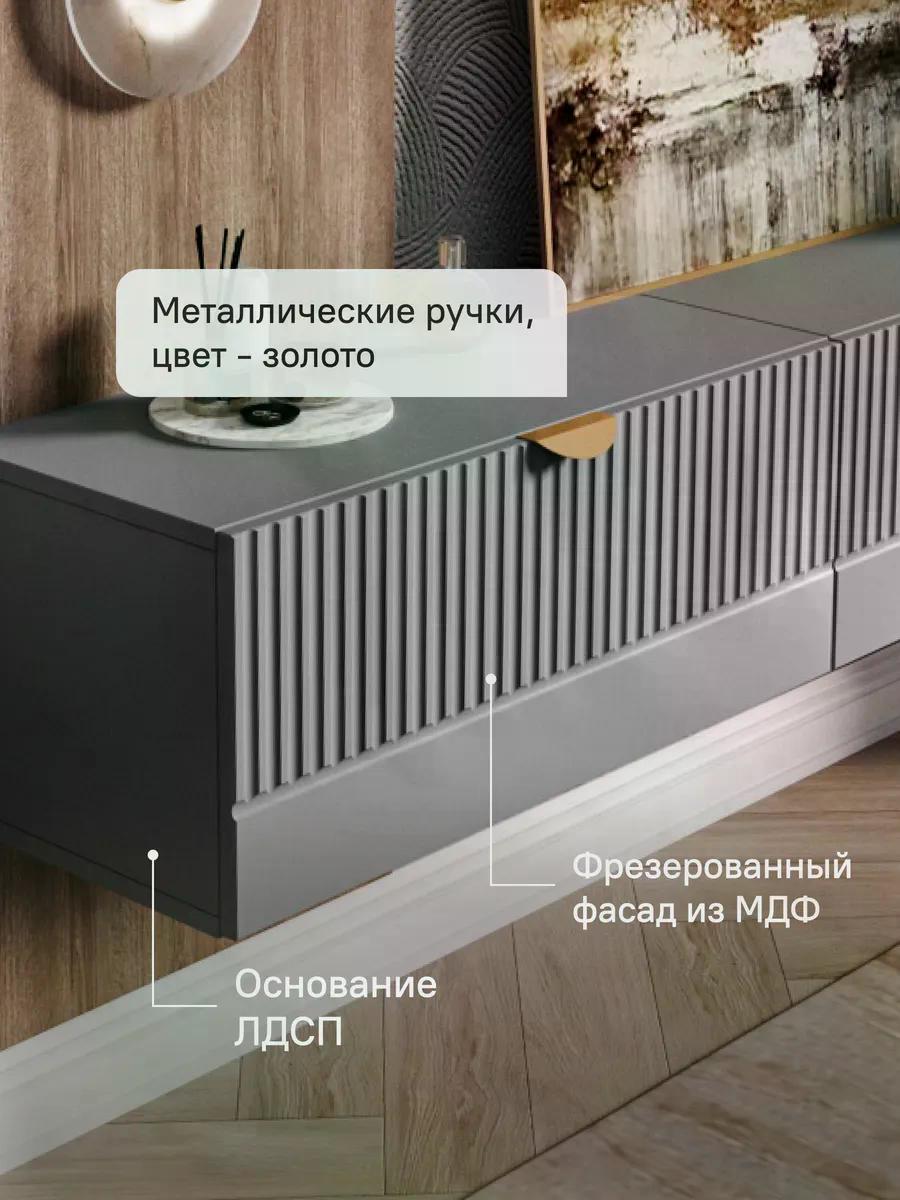 Металлические ручки,
цвет - золото
Фрезерованный
фасад из МДФ
Основание
ЛДСП